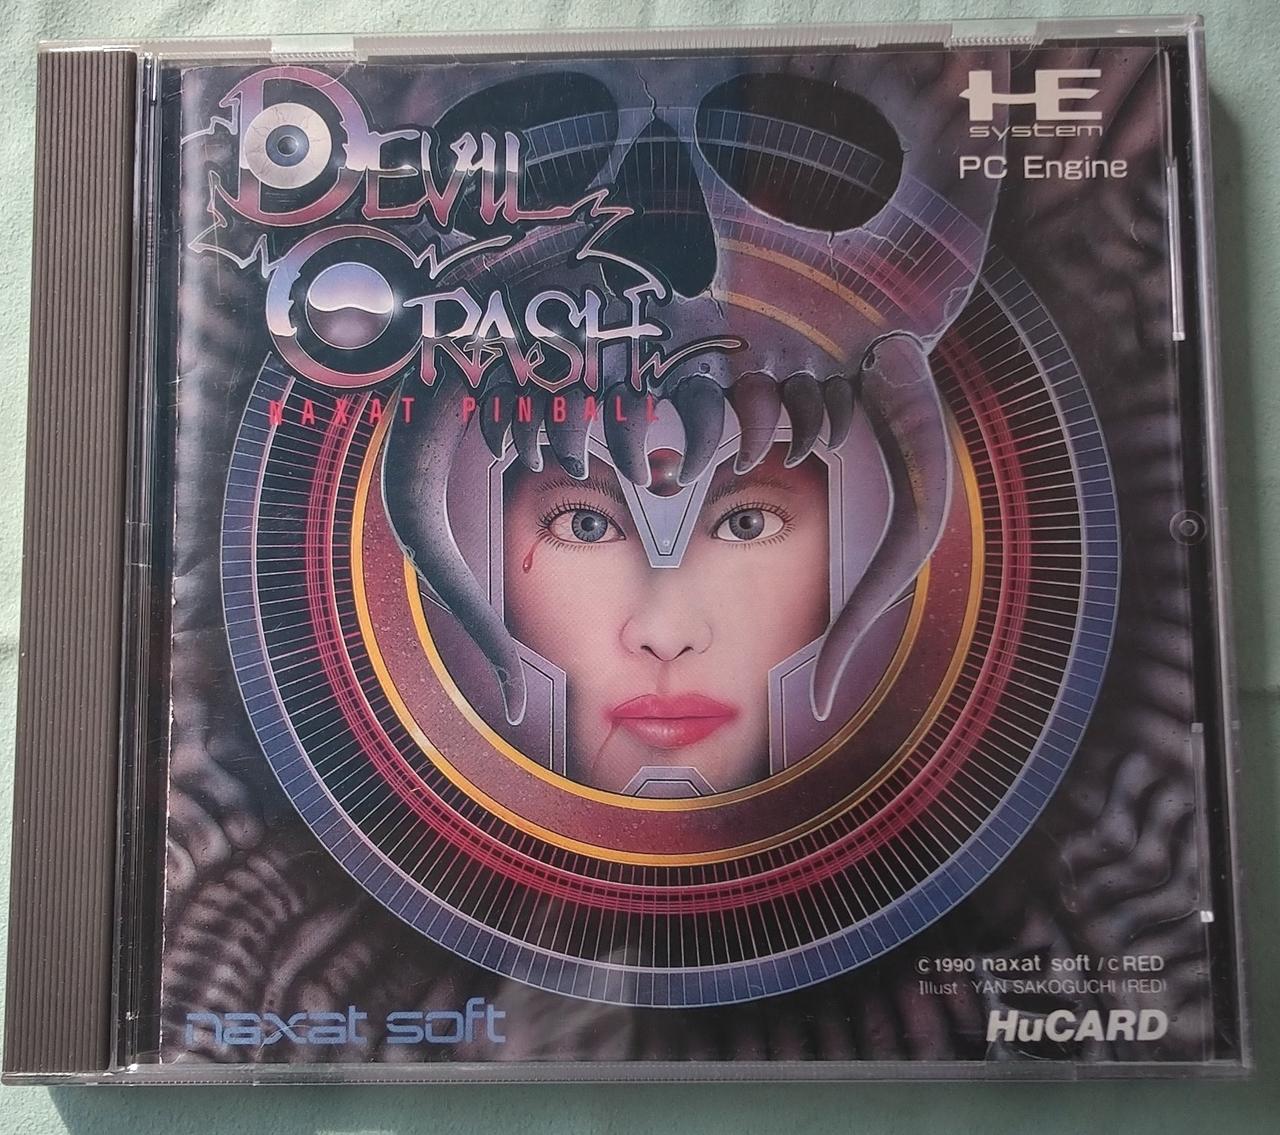 DEVIL
CRASH
NAXAT PINBALL
HE
system
PC Engine
© 1990 naxat soft / © RED
Illust : YAN SAKOGUCHI (RED)
HuCARD
naxat soft